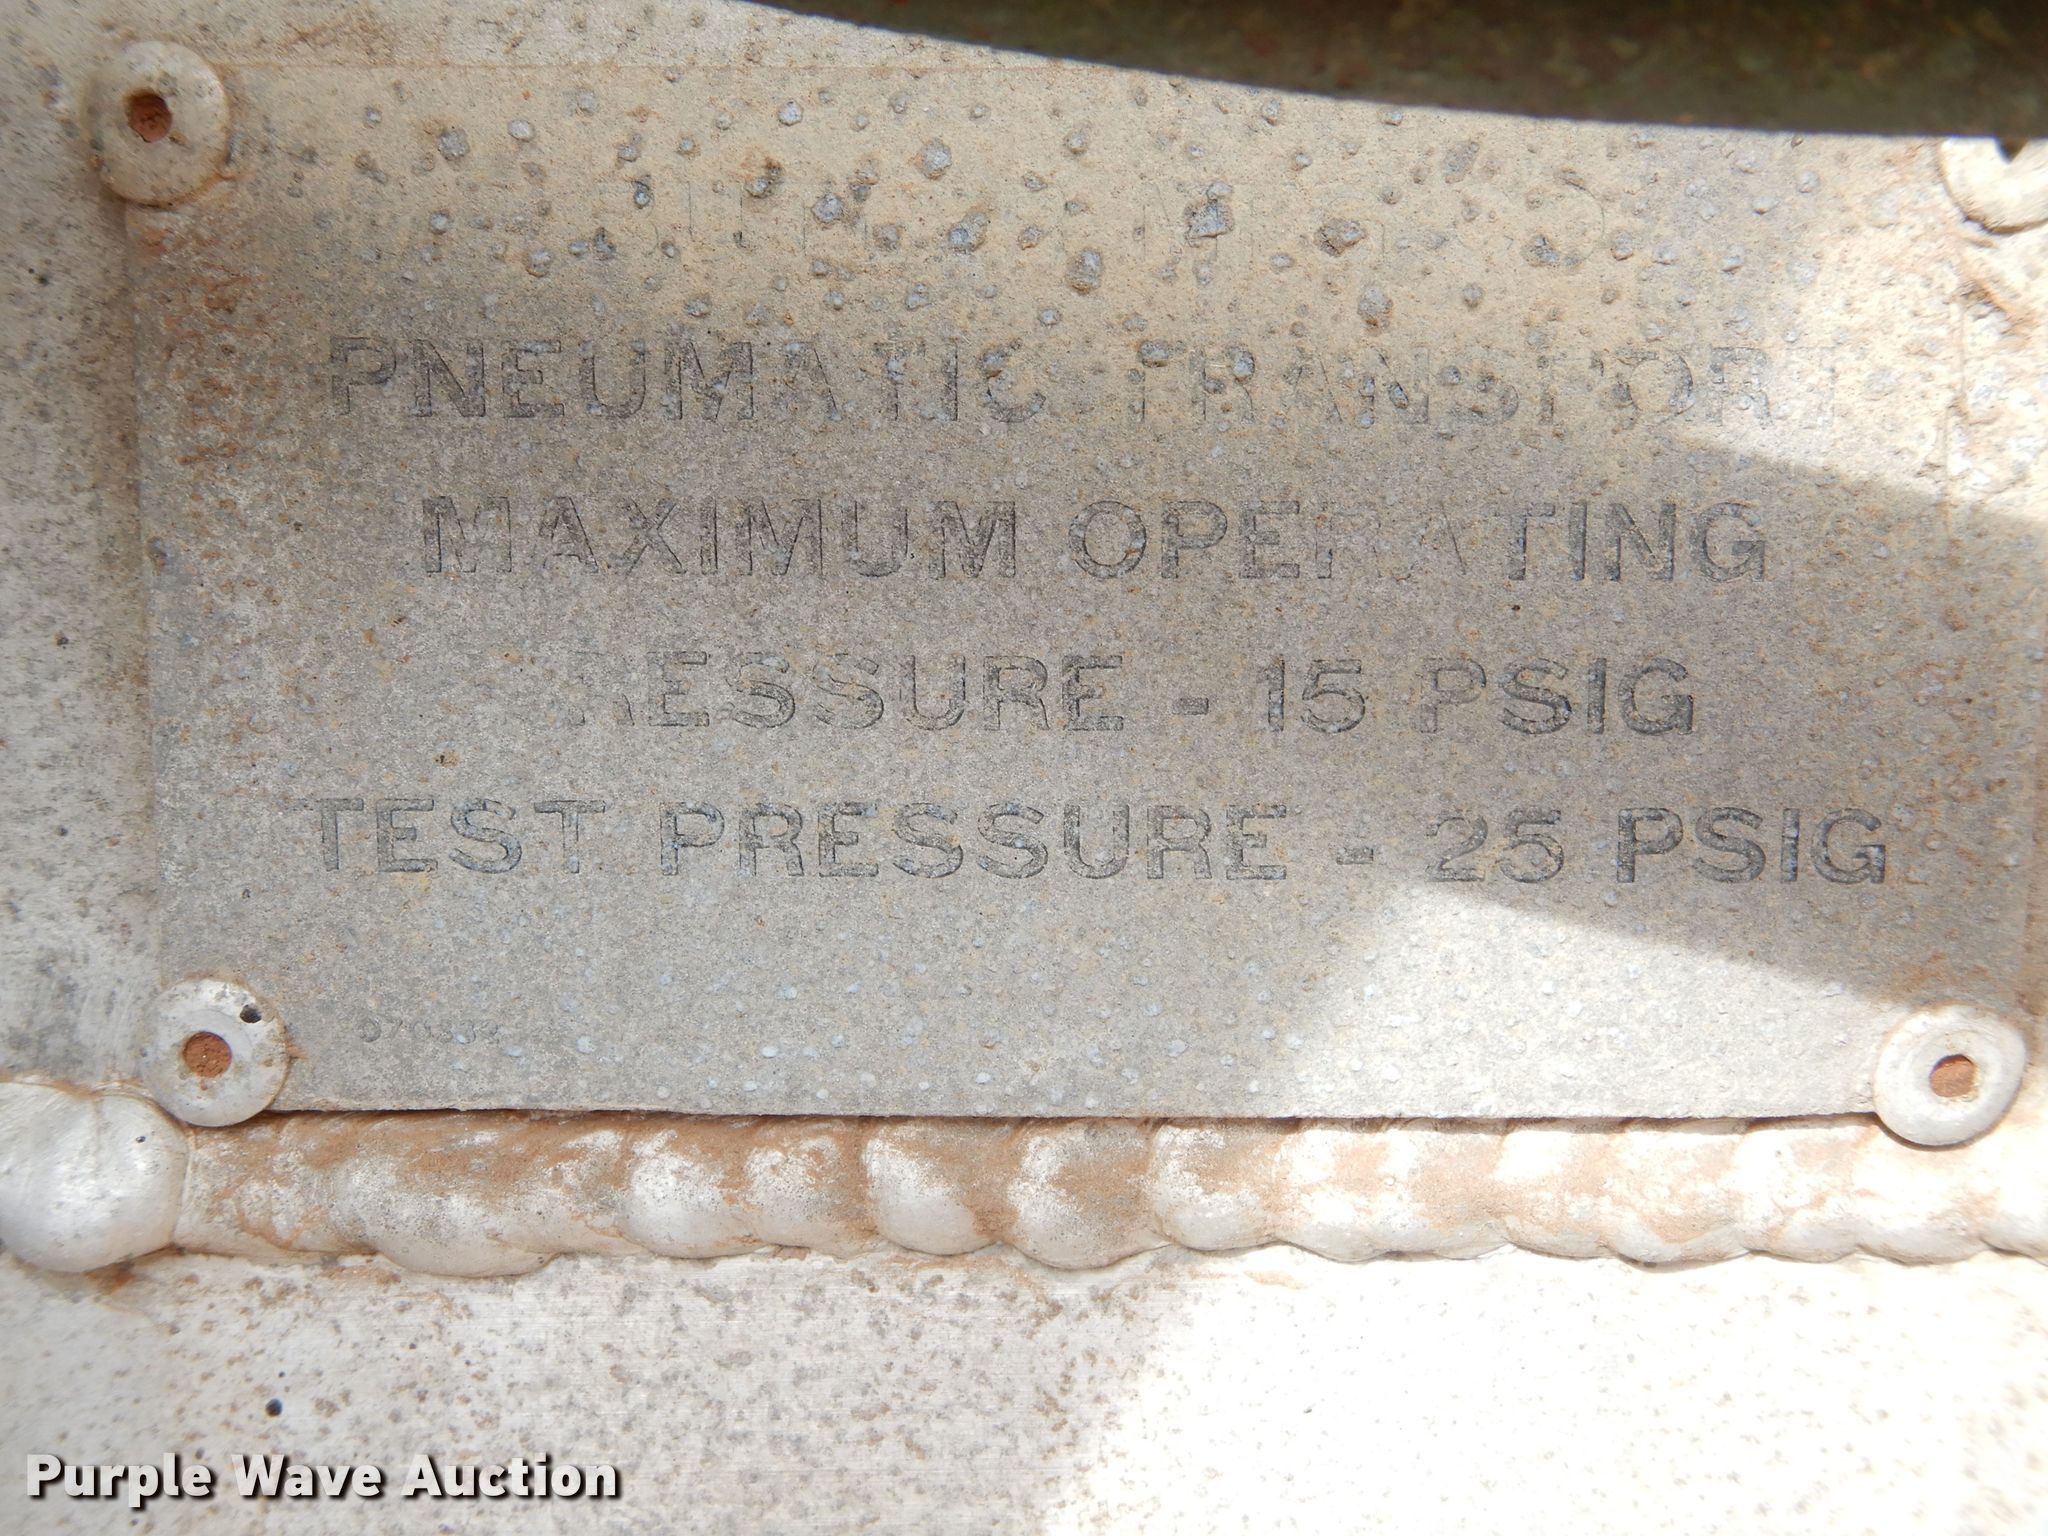 PNEUMATIC TRANSPORT
MAXIMUM OPERATING
PRESSURE - 15 PSIG
TEST PRESSURE - 25 PSIG
Purple Wave Auction